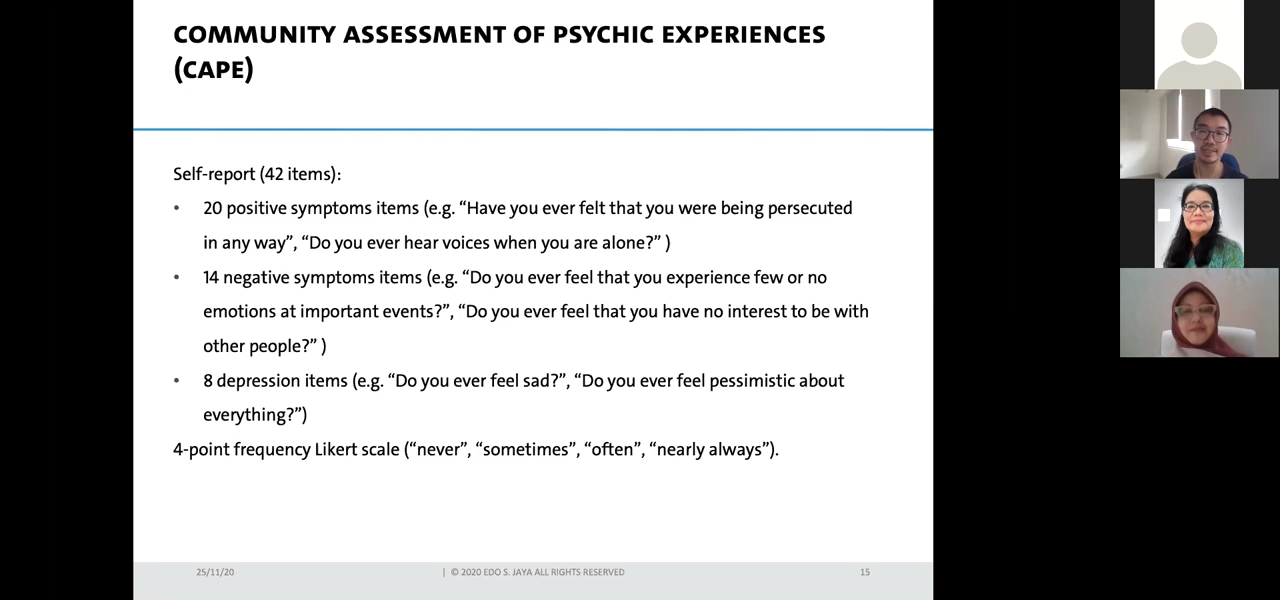 COMMUNITY ASSESSMENT OF PSYCHIC EXPERIENCES
(CAPE)
Self-report (42 items):
• 20 positive symptoms items (e.g. “Have you ever felt that you were being persecuted
in any way”, “Do you ever hear voices when you are alone?” )
• 14 negative symptoms items (e.g. “Do you ever feel that you experience few or no
emotions at important events?”, “Do you ever feel that you have no interest to be with
other people?” )
• 8 depression items (e.g. “Do you ever feel sad?”, “Do you ever feel pessimistic about
everything?”)
4-point frequency Likert scale (“never”, “sometimes”, “often”, “nearly always”).
25/11/20 | © 2020 EDO S. JAYA ALL RIGHTS RESERVED 15